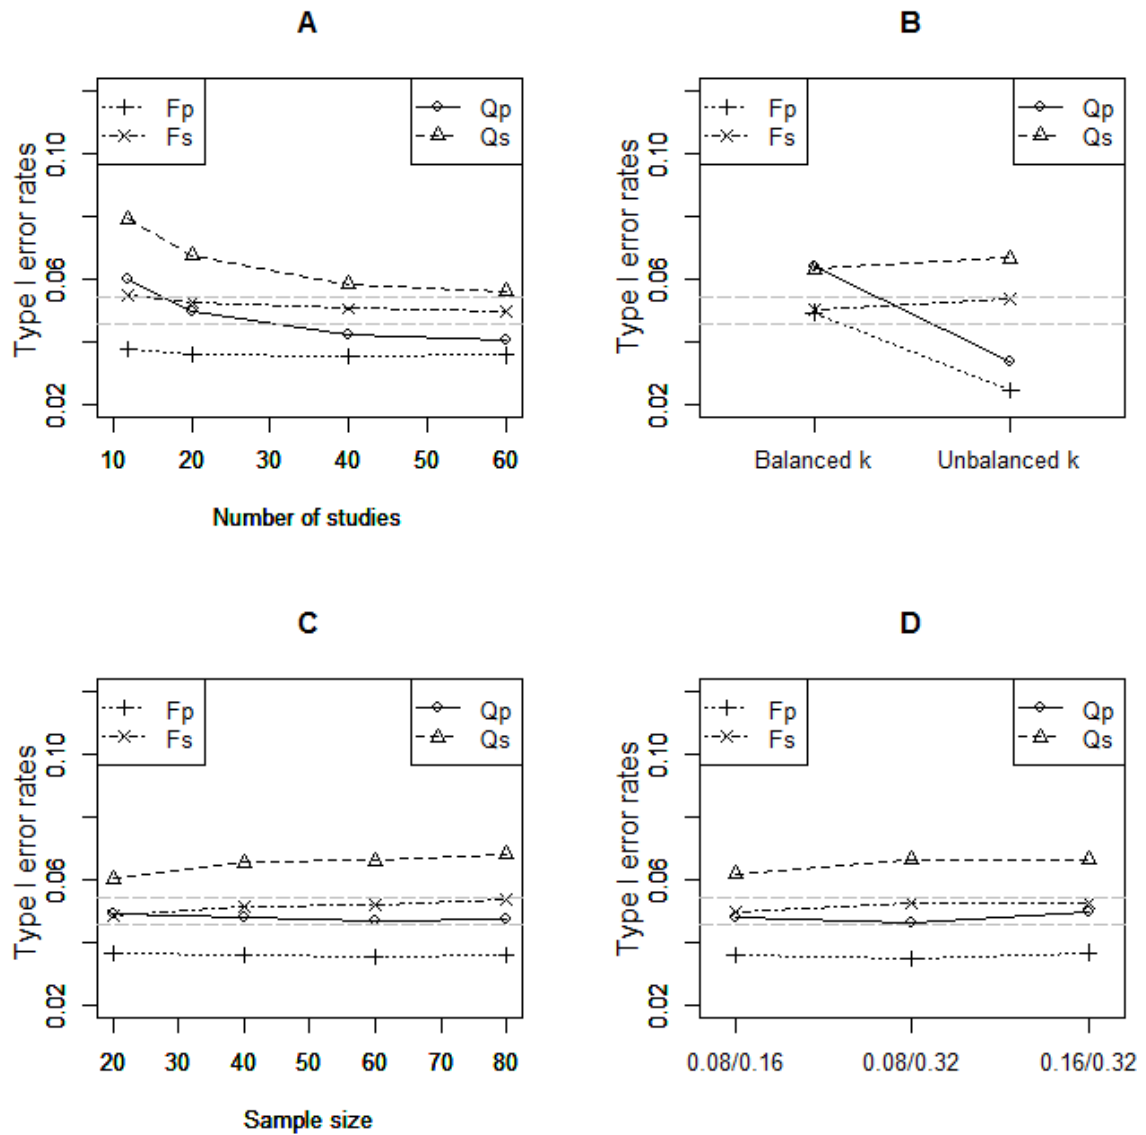 A
Fp
Fs
Qp
Qs
Type I error rates
0.02
0.06
0.10
10
20
30
40
50
60
Number of studies
B
Fp
Fs
Qp
Qs
Type I error rates
0.02
0.06
0.10
Balanced k
Unbalanced k
C
Fp
Fs
Qp
Qs
Type I error rates
0.02
0.06
0.10
20
30
40
50
60
70
80
Sample size
D
Fp
Fs
Qp
Qs
Type I error rates
0.02
0.06
0.10
0.08/0.16
0.08/0.32
0.16/0.32